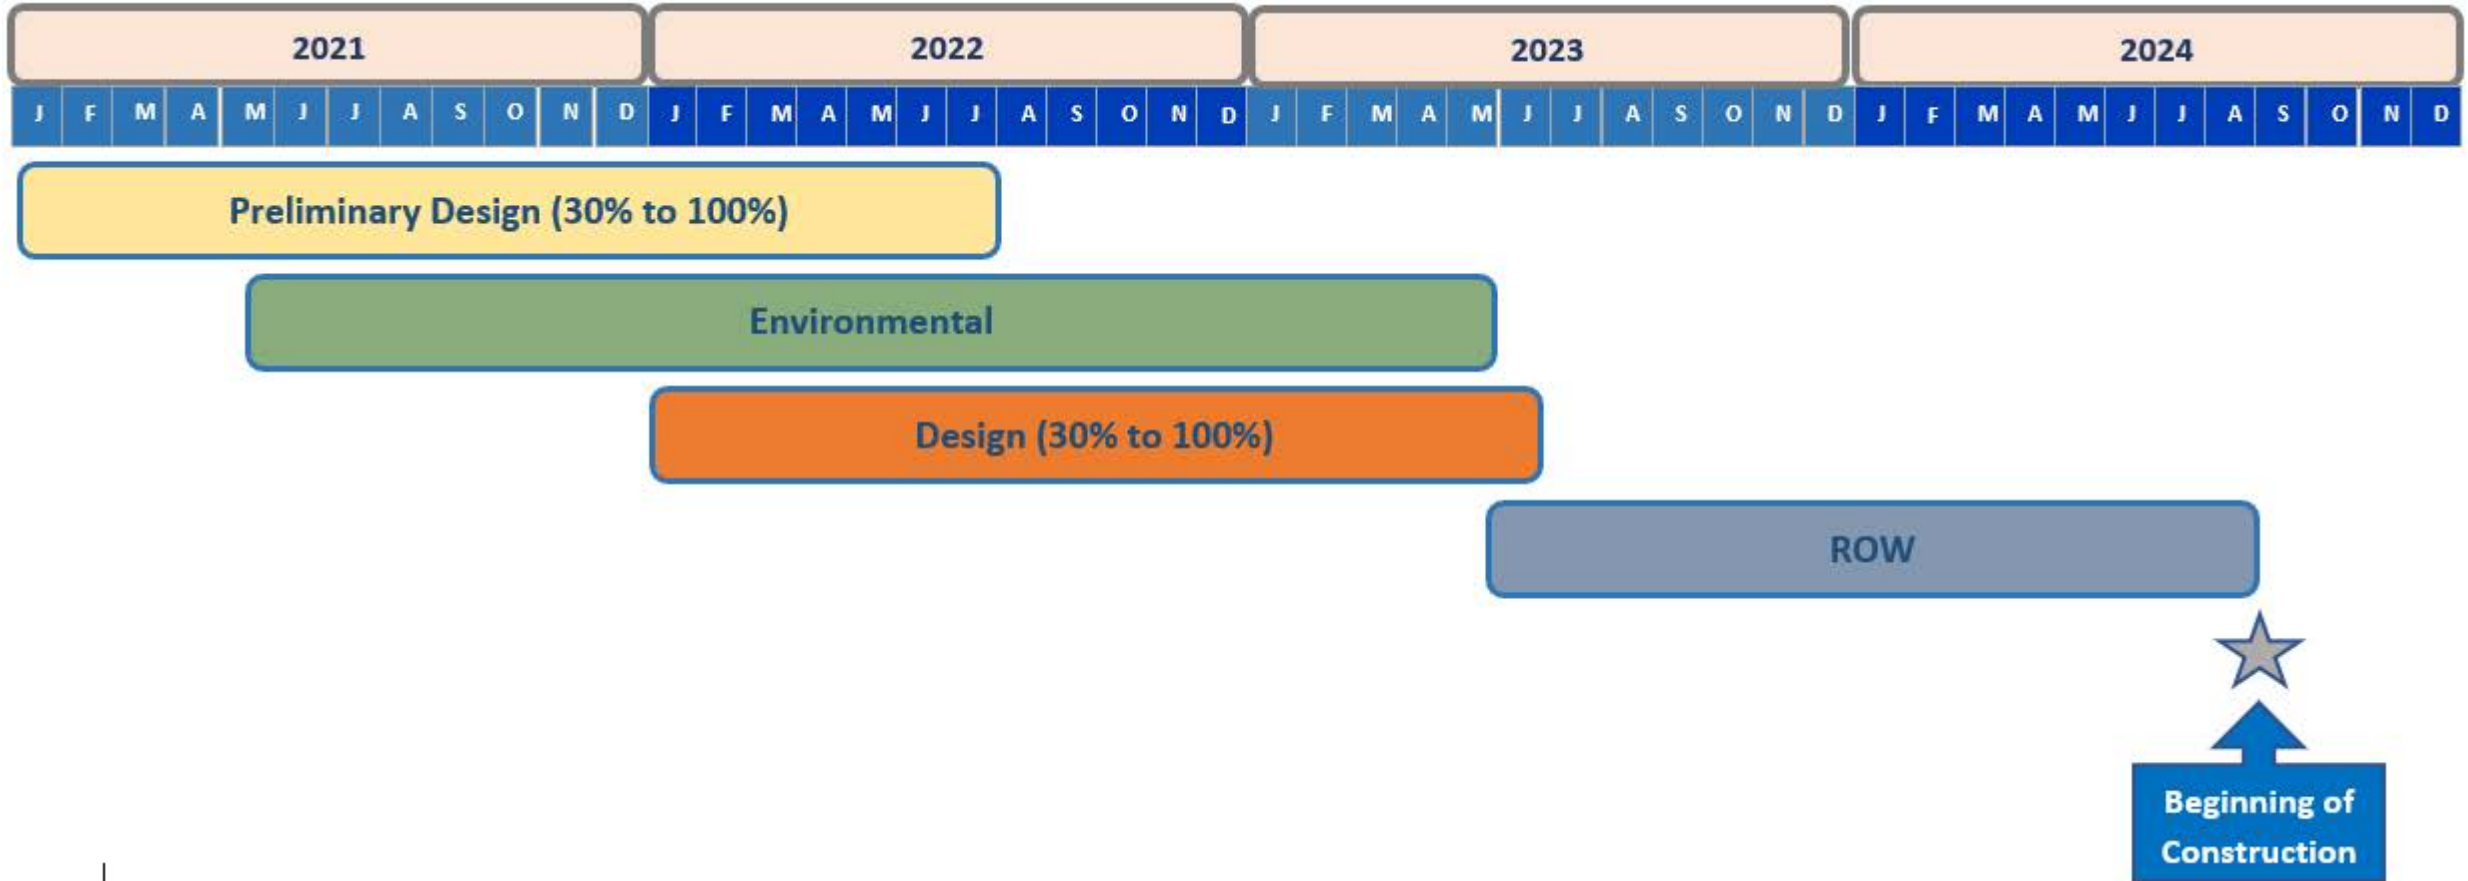 2021 2022 2023 2024
J F M A M J J A S O N D J F M A M J J A S O N D J F M A M J J A S O N D J F M A M J J A S O N D
Preliminary Design (30% to 100%)
Environmental
Design (30% to 100%)
ROW
Beginning of
Construction